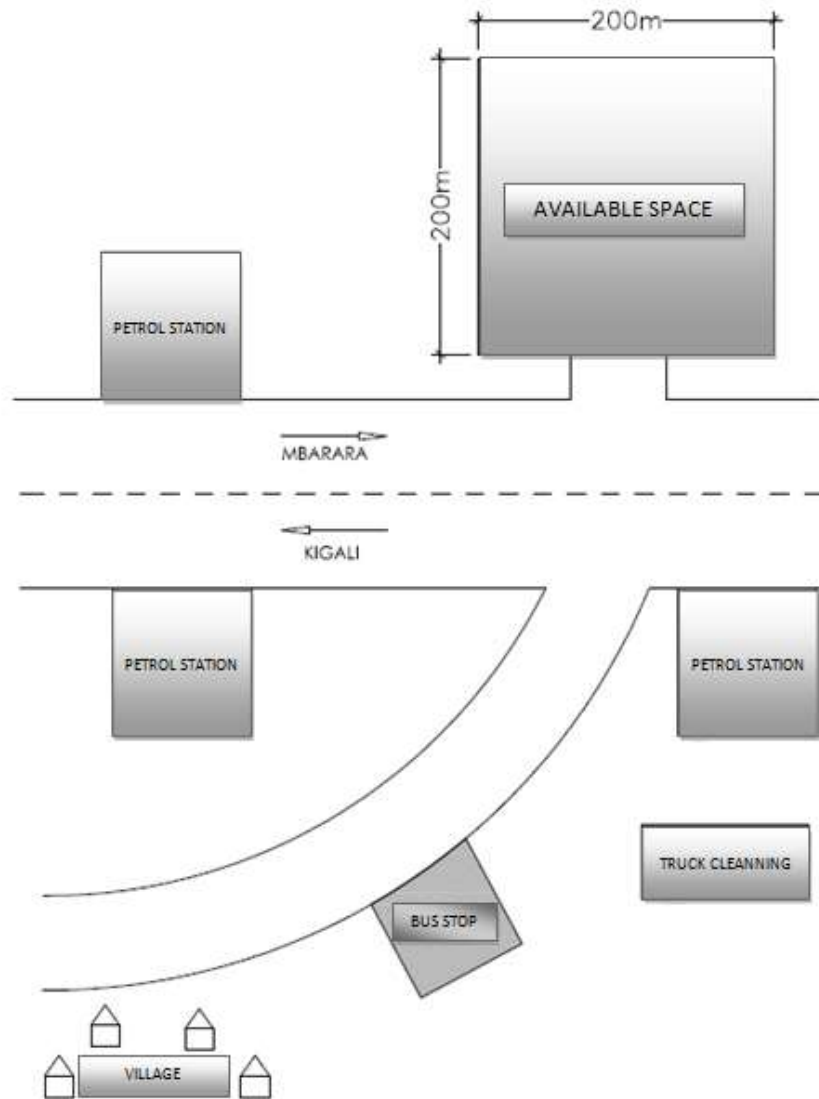 200m
200m
AVAILABLE SPACE
PETROL STATION
MBARARA
KIGALI
PETROL STATION
PETROL STATION
TRUCK CLEANNING
BUS STOP
VILLAGE